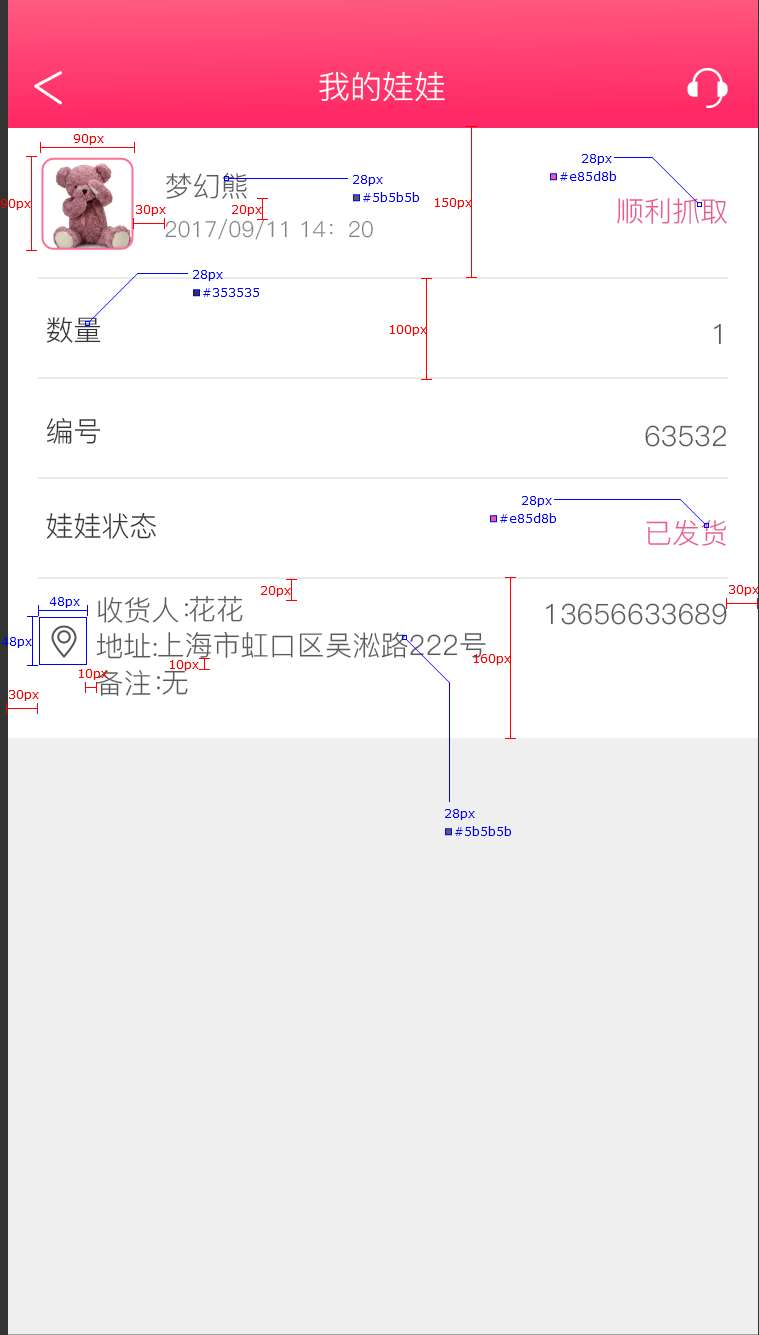 我的娃娃
90px
28px
#e85d8b
90px
梦幻熊
28px
#5b5b5b
30px
20px
150px
顺利抓取
2017/09/11 14：20
28px
#353535
数量
100px
1
编号
63532
28px
#e85d8b
娃娃状态
已发货
20px
30px
48px
收货人:花花
13656633689
48px
地址:上海市虹口区吴淞路222号
10px
160px
10px
备注:无
30px
28px
#5b5b5b